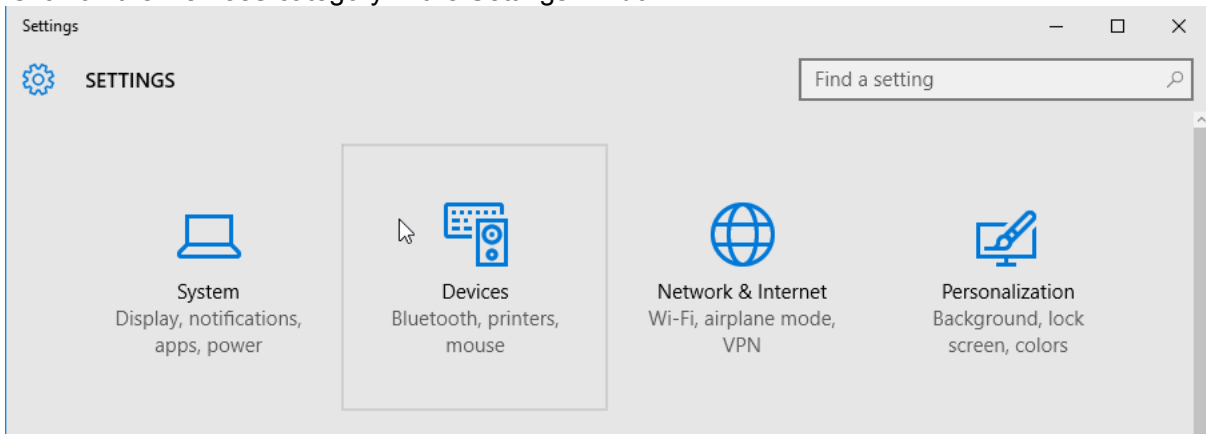 Settings
SETTINGS
Find a setting
System
Display, notifications,
apps, power
Devices
Bluetooth, printers,
mouse
Network & Internet
Wi-Fi, airplane mode,
VPN
Personalization
Background, lock
screen, colors